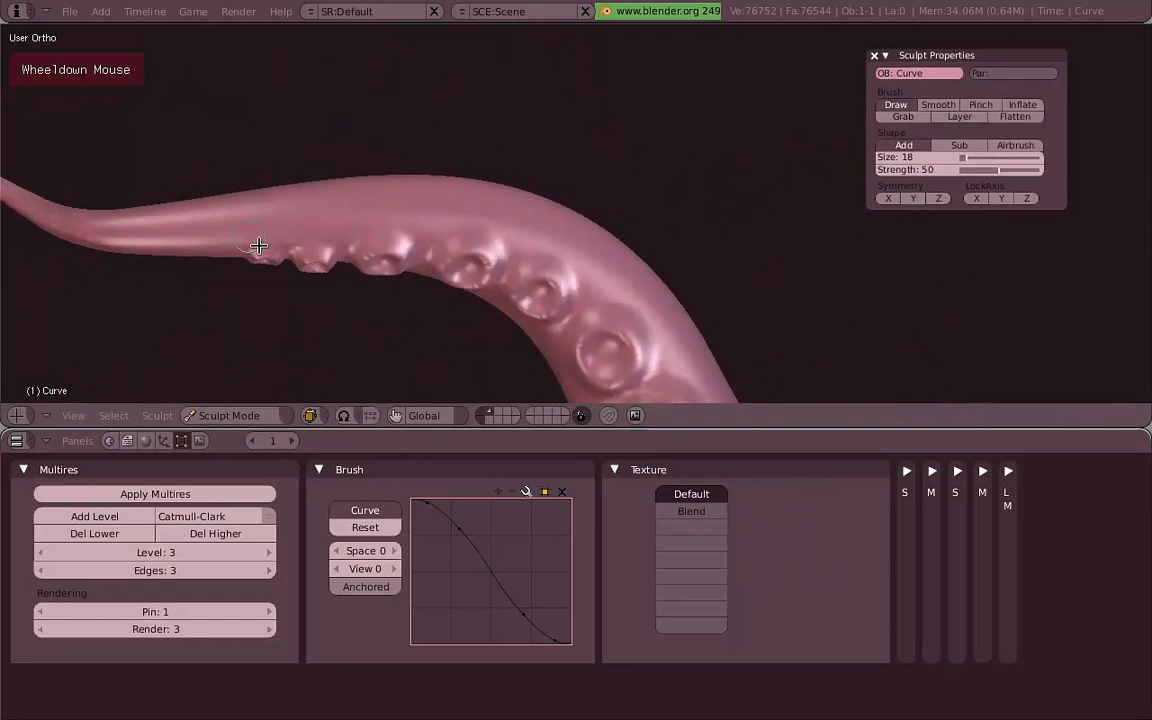 File Add Timeline Game Render Help SR:Default SCE:Scene www.blender.org 249 Ve:76752 | Fa:76544 | Ob:1-1 | La:0 | Mem:34.06M (0.64M) | Time: | Curve
User Ortho
Wheeldown Mouse
Sculpt Properties
OB: Curve Par:
Brush
Draw Smooth Pinch Inflate
Grab Layer Flatten
Shape
Add Sub Airbrush
Size: 18
Strength: 50
Symmetry LockAxis
X Y Z X Y Z
(1) Curve
View Select Sculpt Sculpt Mode Global
Panels 1
Multires
Apply Multires
Add Level Catmull-Clark
Del Lower Del Higher
Level: 3
Edges: 3
Rendering
Pin: 1
Render: 3
Brush
Curve
Reset
Space 0
View 0
Anchored
Texture
Default
Blend
S M S M L
M